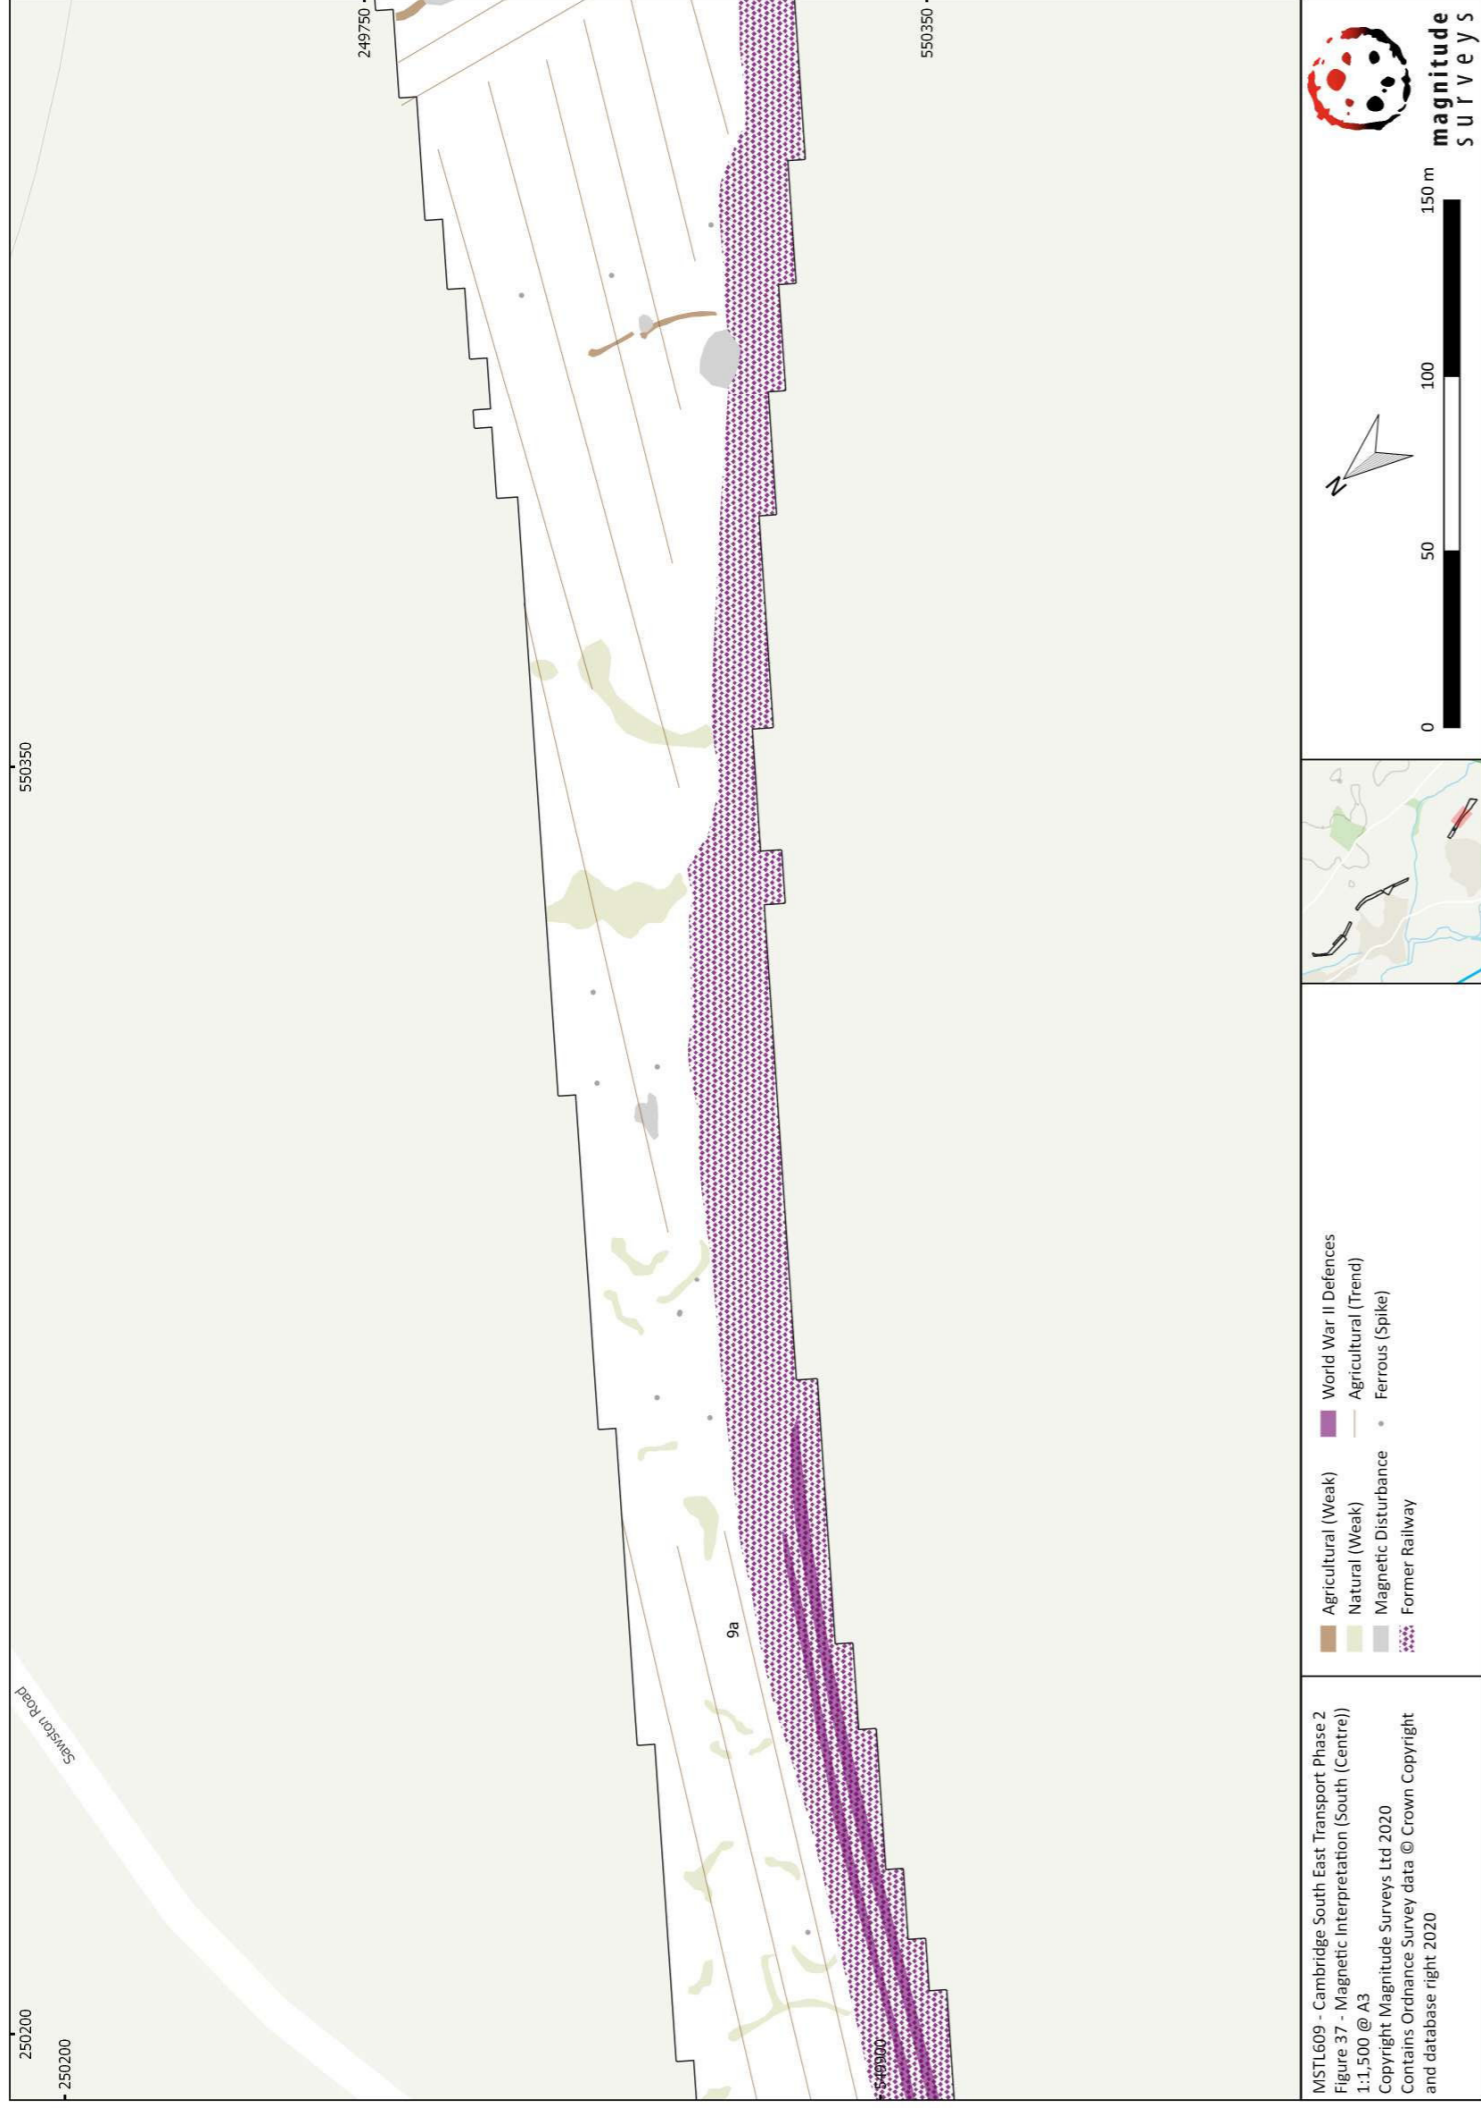 250200
250200
550350
249750
550350
549900
Sawston Road
9a
MSTL609 - Cambridge South East Transport Phase 2
Figure 37 - Magnetic Interpretation (South (Centre))
1:1,500 @ A3
Copyright Magnitude Surveys Ltd 2020
Contains Ordnance Survey data © Crown Copyright
and database right 2020
Agricultural (Weak)
Natural (Weak)
Magnetic Disturbance
Former Railway
World War II Defences
Agricultural (Trend)
Ferrous (Spike)
N
0
50
100
150 m
magnitude
surveys